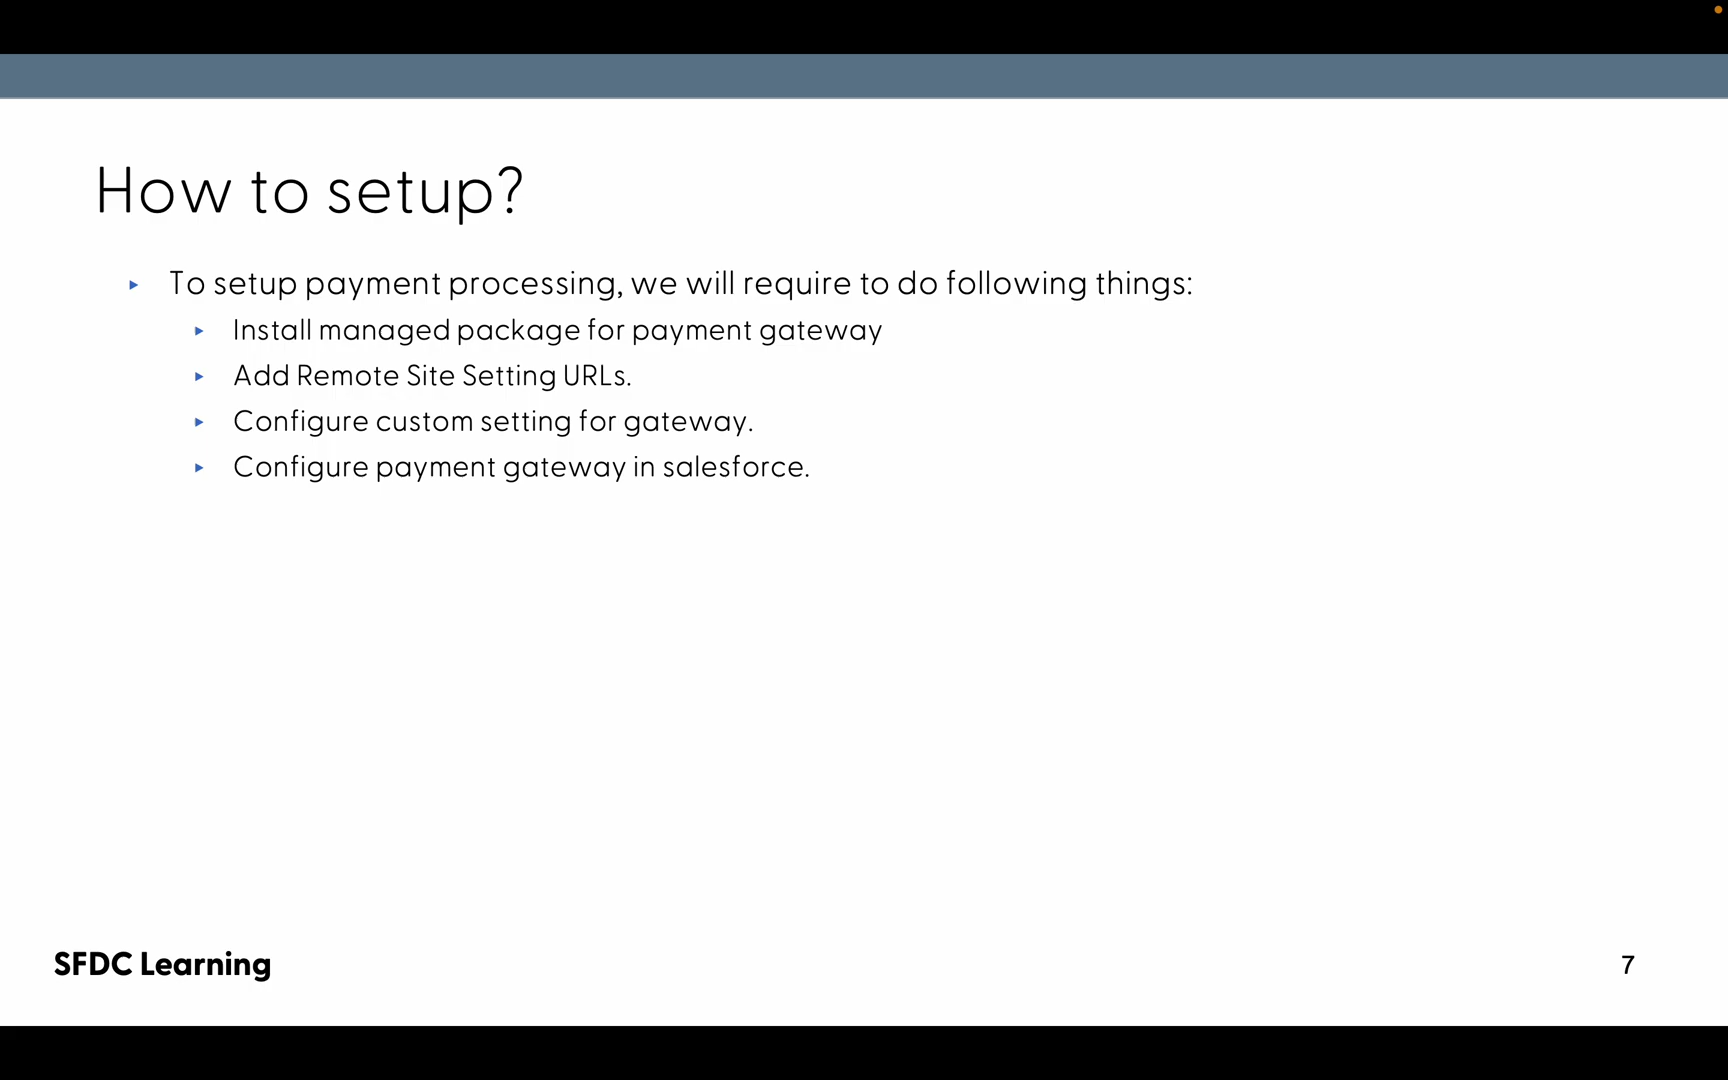 How to setup?
To setup payment processing, we will require to do following things:
Install managed package for payment gateway
Add Remote Site Setting URLs.
Configure custom setting for gateway.
Configure payment gateway in salesforce.
SFDC Learning
7